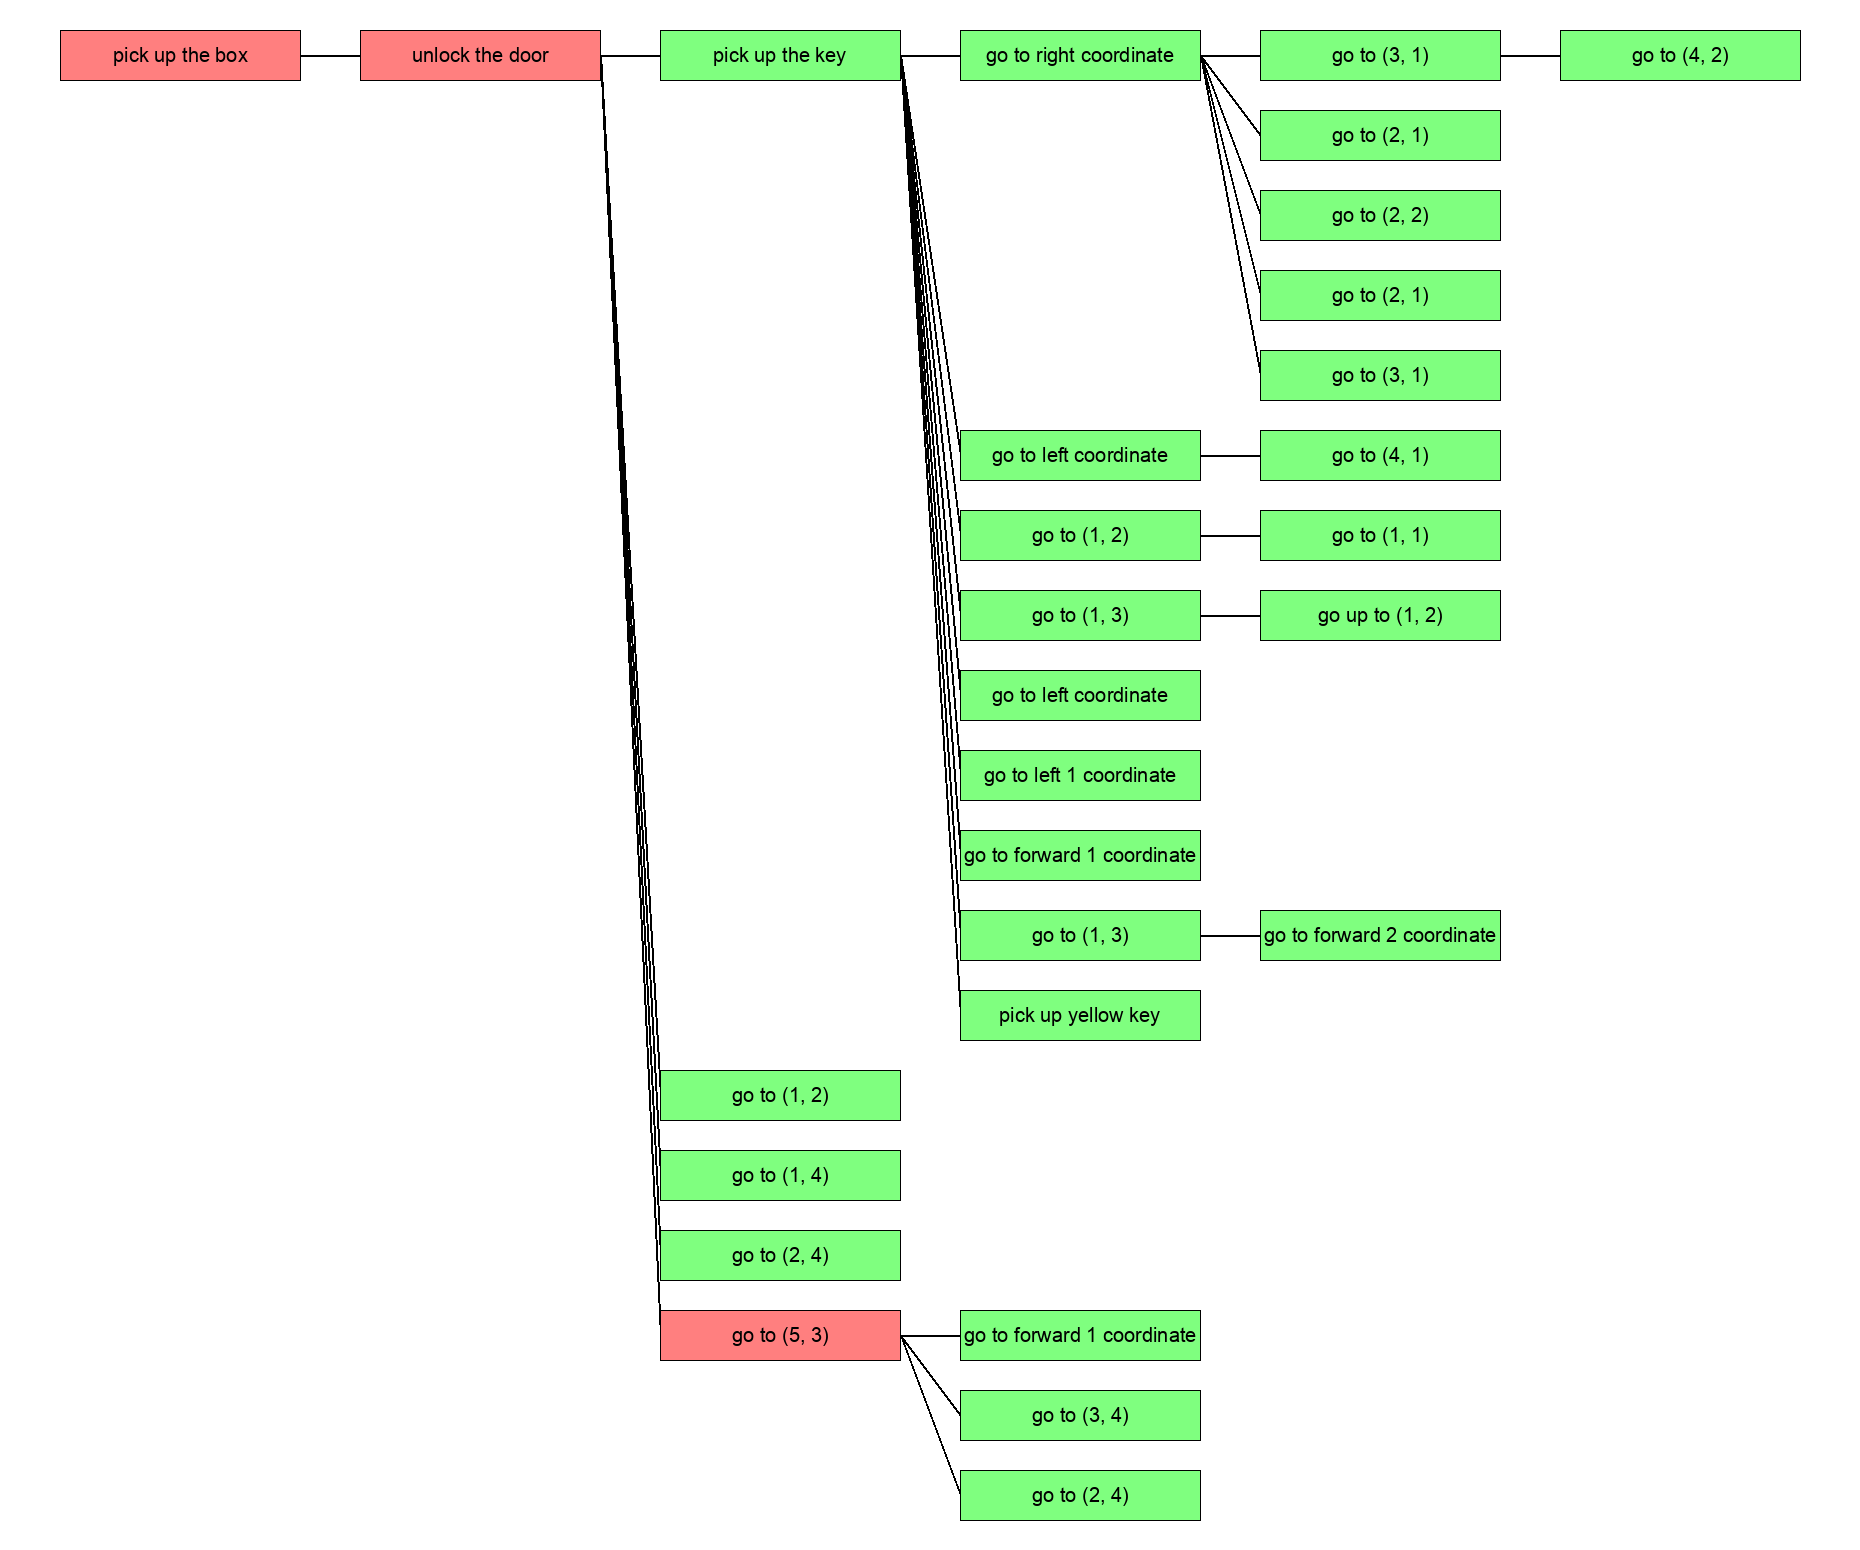 pick up the box
unlock the door
pick up the key
go to right coordinate
go to (3, 1)
go to (4, 2)
go to (2, 1)
go to (2, 2)
go to (2, 1)
go to (3, 1)
go to left coordinate
go to (4, 1)
go to (1, 2)
go to (1, 1)
go to (1, 3)
go up to (1, 2)
go to left coordinate
go to left 1 coordinate
go to forward 1 coordinate
go to (1, 3)
go to forward 2 coordinate
pick up yellow key
go to (1, 2)
go to (1, 4)
go to (2, 4)
go to (5, 3)
go to forward 1 coordinate
go to (3, 4)
go to (2, 4)